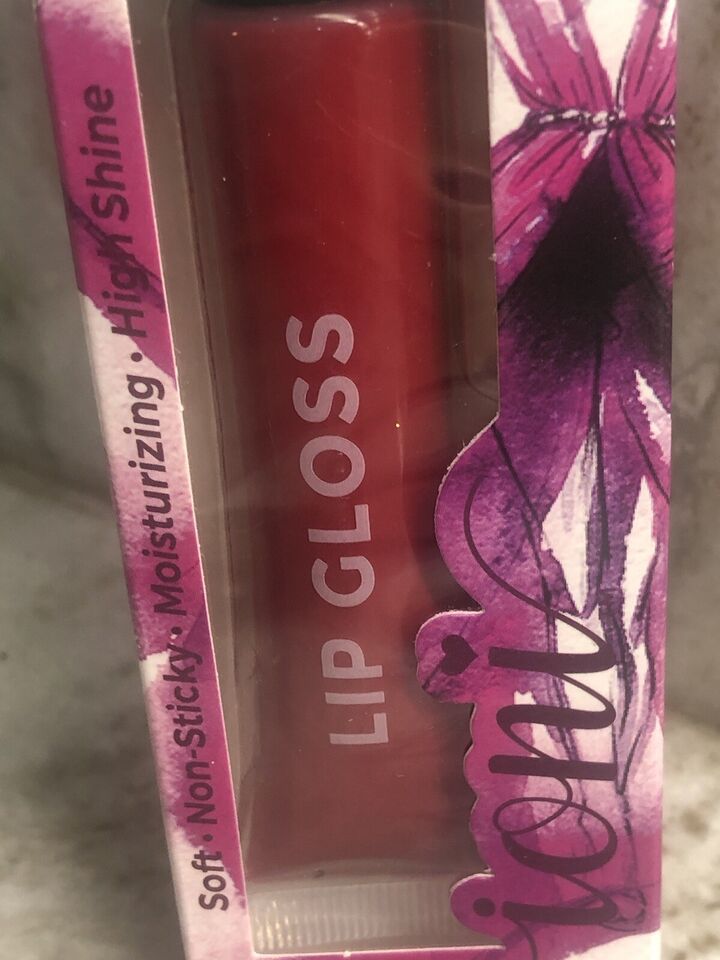 Soft · Non-Sticky · Moisturizing · High Shine
LIP GLOSS
ioni